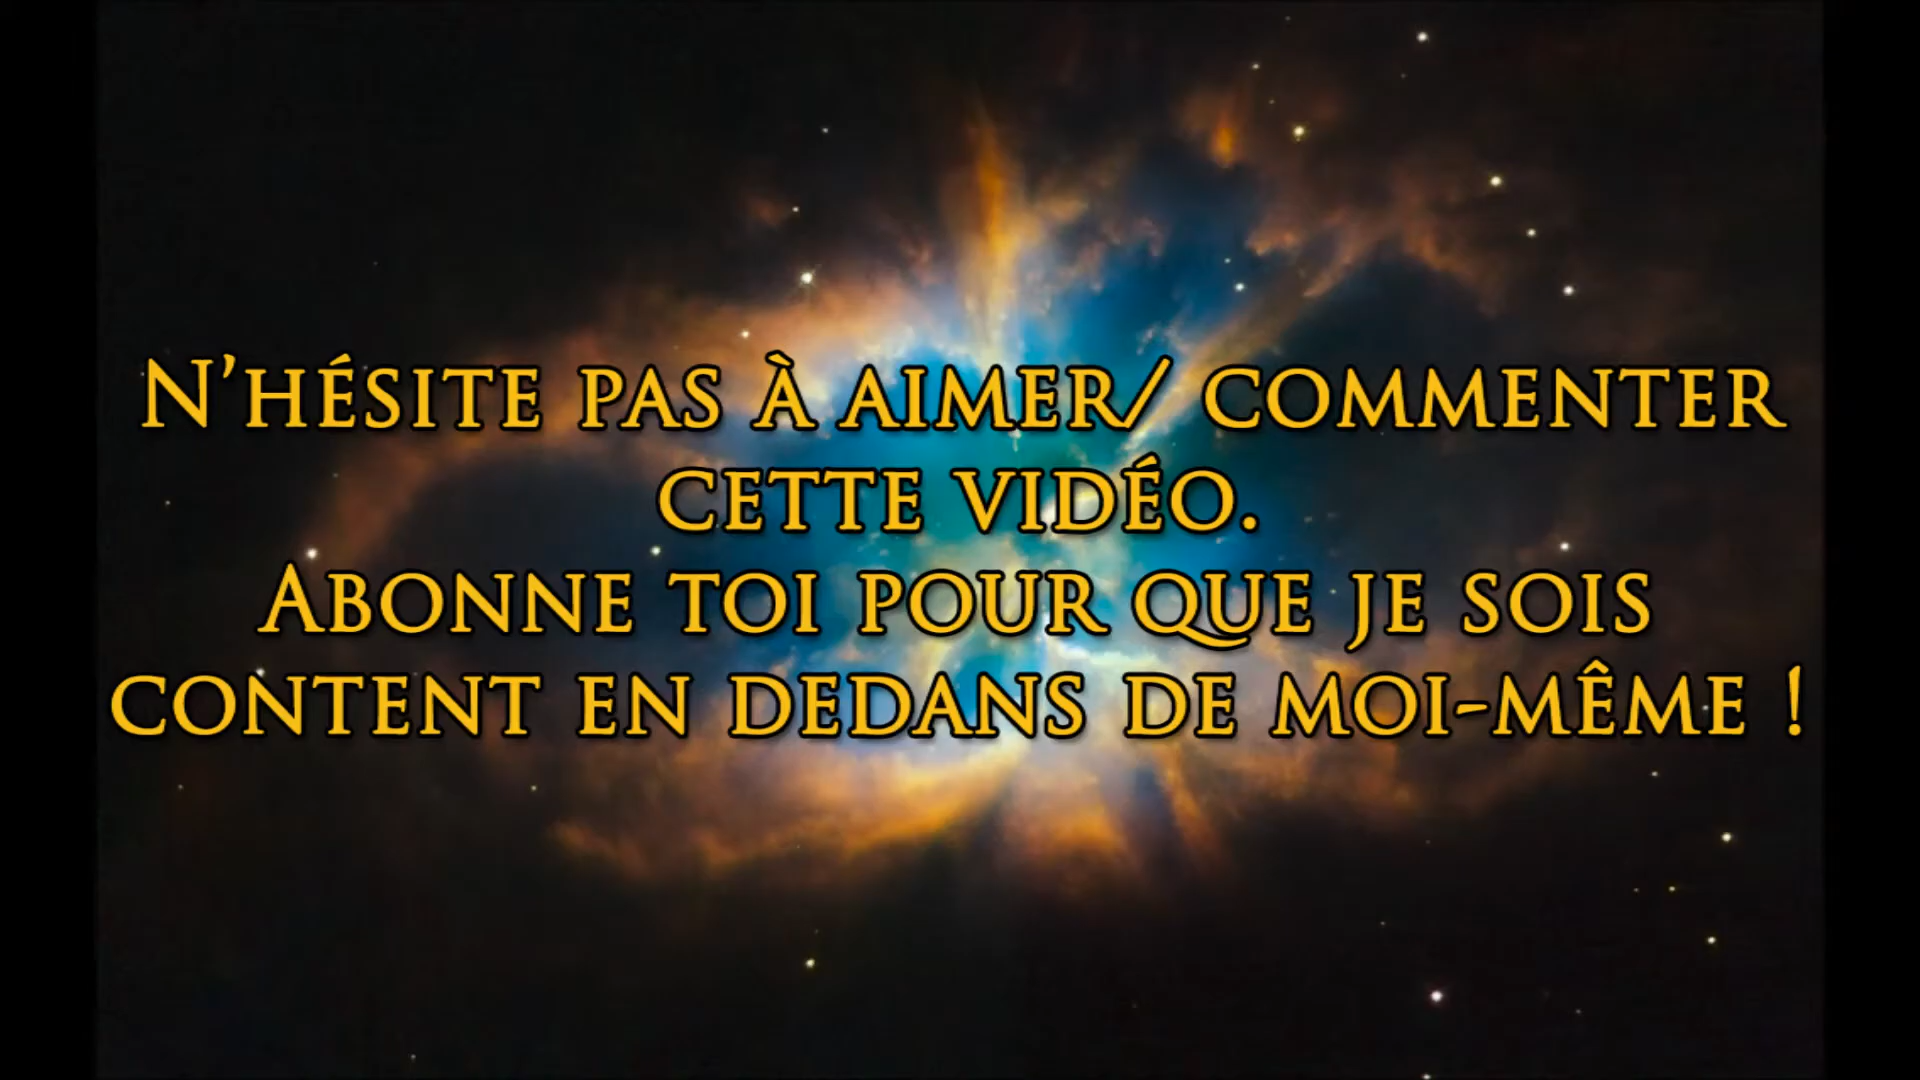 N’hésite pas à aimer/ commenter
cette vidéo.
Abonne toi pour que je sois
content en dedans de moi-même !